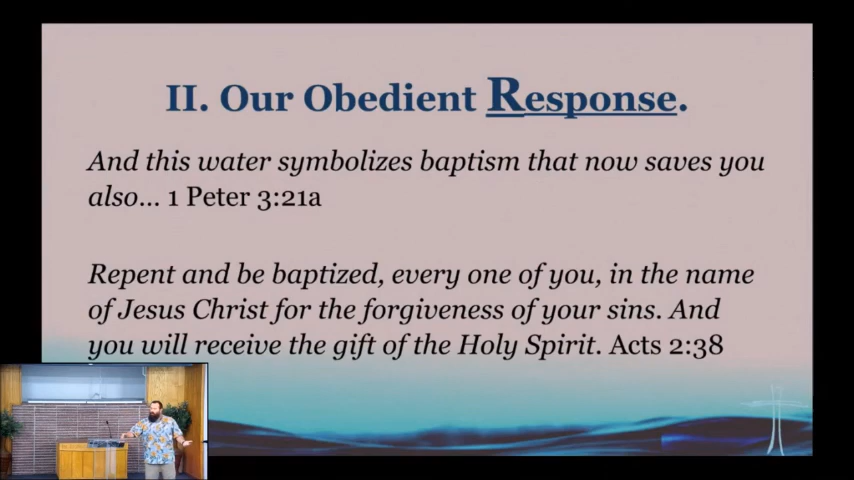 II. Our Obedient Response.
And this water symbolizes baptism that now saves you
also... 1 Peter 3:21a
Repent and be baptized, every one of you, in the name
of Jesus Christ for the forgiveness of your sins. And
you will receive the gift of the Holy Spirit. Acts 2:38